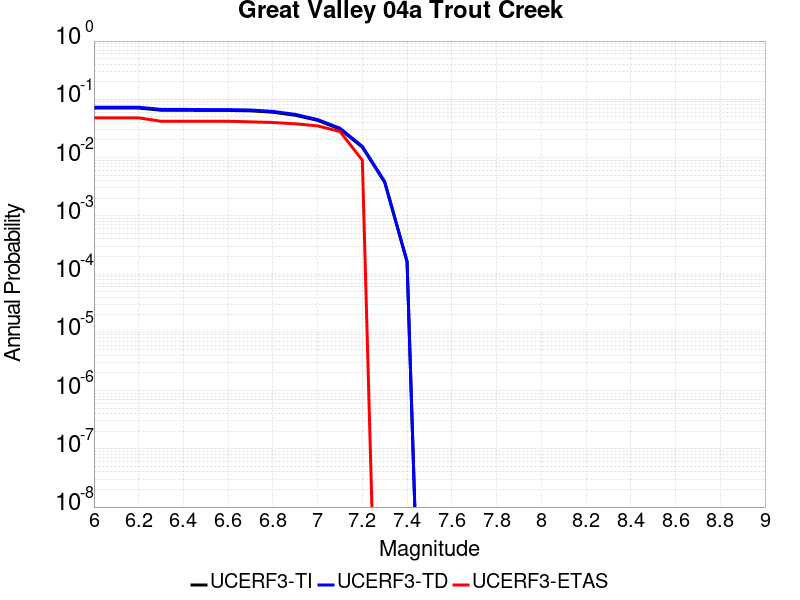 Great Valley 04a Trout Creek
10^0
10^-1
10^-2
10^-3
10^-4
10^-5
10^-6
10^-7
10^-8
Annual Probability
6 6.2 6.4 6.6 6.8 7 7.2 7.4 7.6 7.8 8 8.2 8.4 8.6 8.8 9
Magnitude
UCERF3-TI UCERF3-TD UCERF3-ETAS